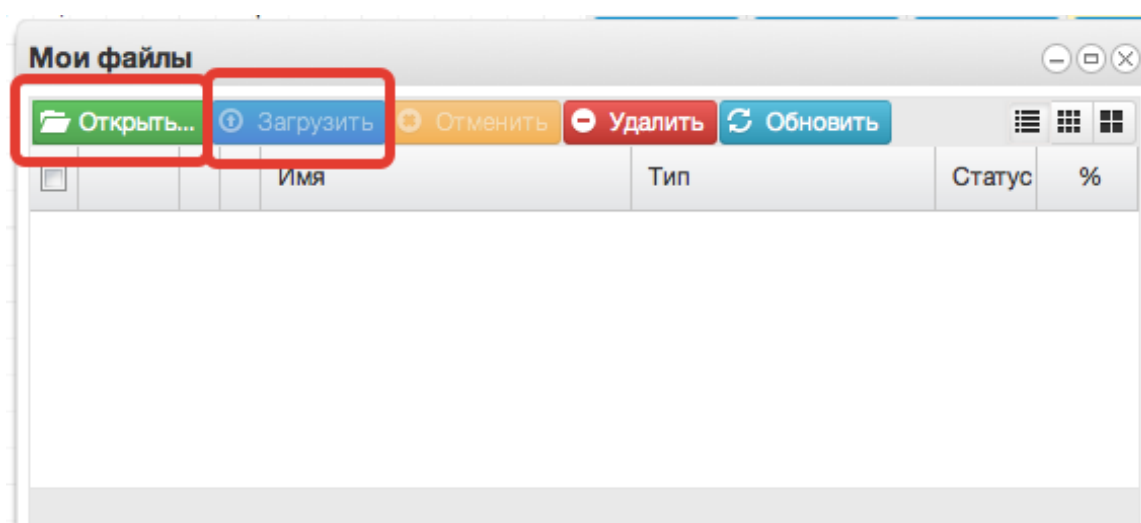 Мои файлы
Открыть... Загрузить Отменить Удалить Обновить
Имя Тип Статус %